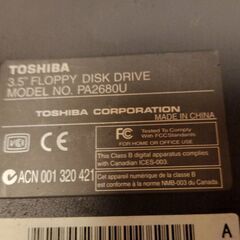 TOSHIBA
3.5" FLOPPY DISK DRIVE
MODEL NO. PA2680U
TOSHIBA CORPORATION
MADE IN CHINA
FC
Tested To Comply
With FCC Standards
FOR HOME OR OFFICE USE
This Class B digital apparatus complies
with Canadian ICES-003.
Cet appareil numérique de la classe B
est conforme à la norme NMB-003 du Canada.
ACN 001 320 421
A